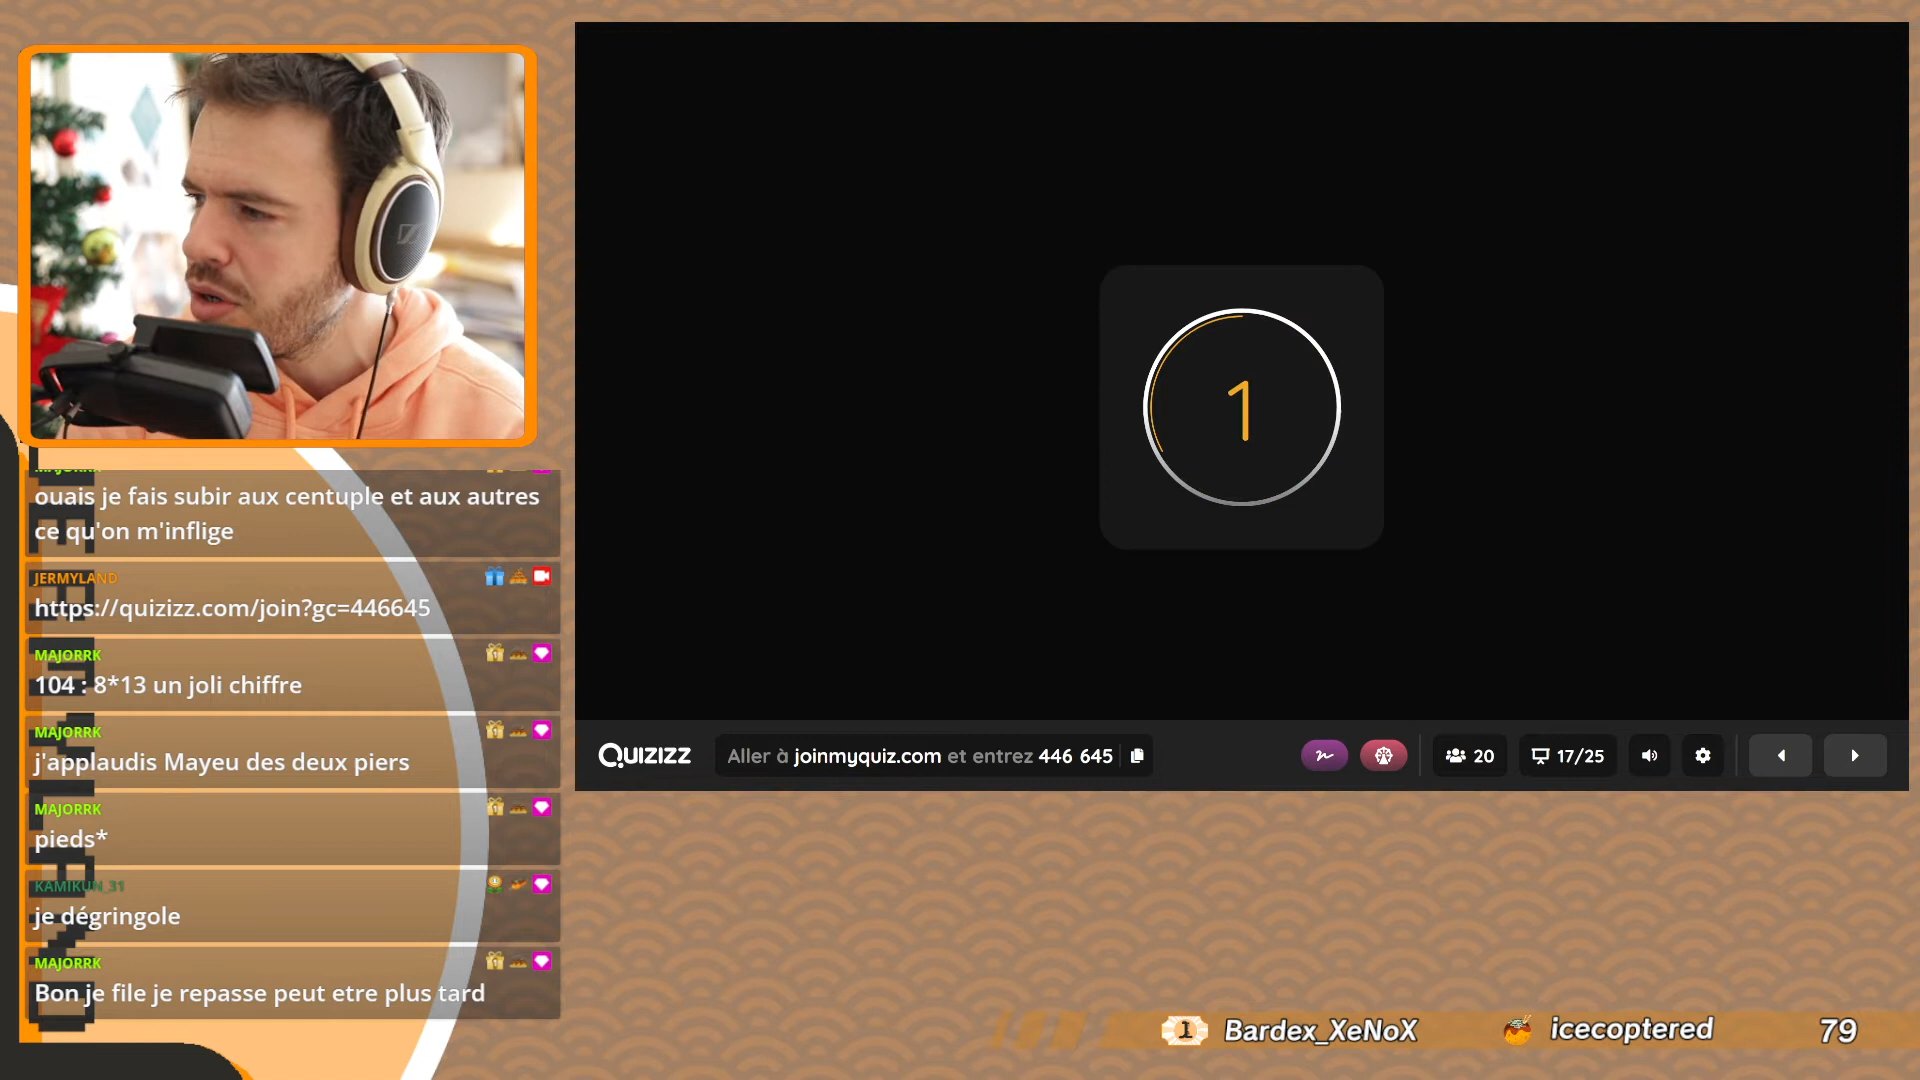 ouais je fais subir aux centuple et aux autres
ce qu'on m'inflige
JERMYLAND
https://quizizz.com/join?gc=446645
MAJORRK
104 : 8*13 un joli chiffre
MAJORRK
j'applaudis Mayeu des deux piers
MAJORRK
pieds*
KAMIKUN_31
je dégringole
MAJORRK
Bon je file je repasse peut etre plus tard
1
QUIZIZZ
Aller à joinmyquiz.com et entrez 446 645
20
17/25
1 Bardex_XeNoX
icecoptered
79